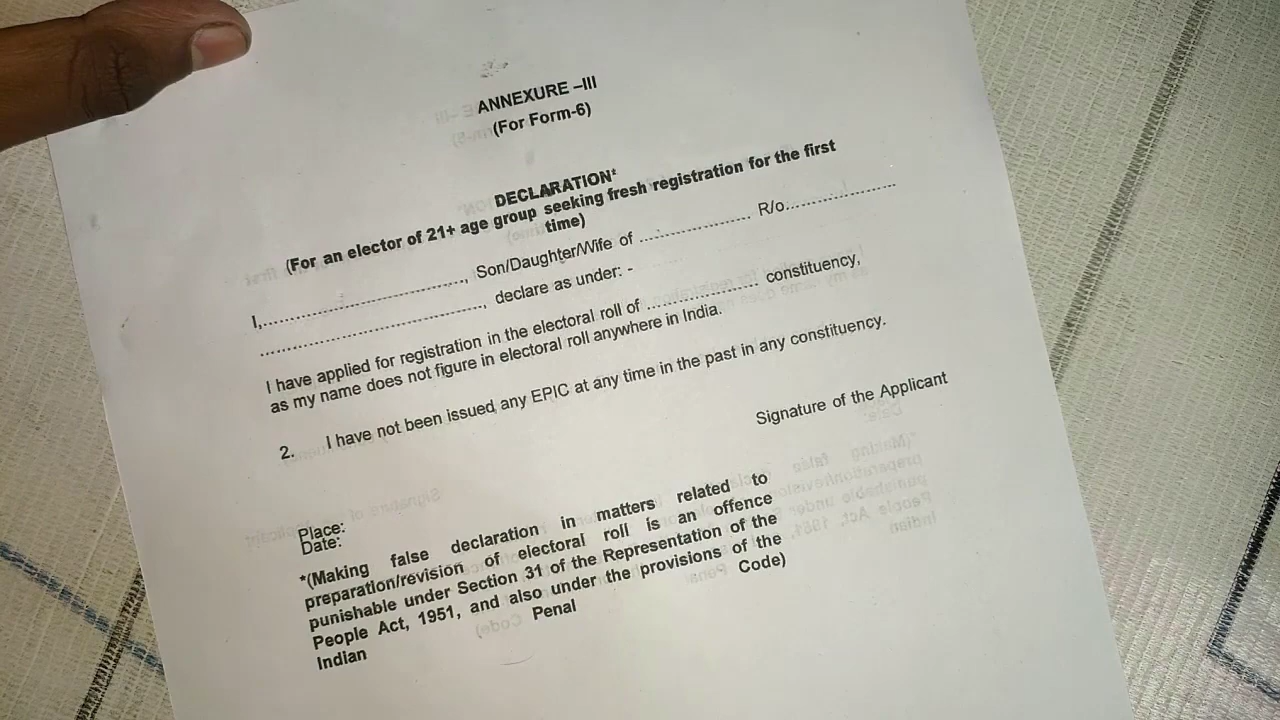 ANNEXURE –III
(For Form-6)
DECLARATION*
(For an elector of 21+ age group seeking fresh registration for the first
time)
I,............................................, Son/Daughter/Wife of ........................ R/o:.......................
................................................, declare as under: -
I have applied for registration in the electoral roll of ........................ constituency,
as my name does not figure in electoral roll anywhere in India.
2. I have not been issued any EPIC at any time in the past in any constituency.
Signature of the Applicant
Place:
Date:
*(Making false declaration in matters related to
preparation/revision of electoral roll is an offence
punishable under Section 31 of the Representation of the
People Act, 1951, and also under the provisions of the
Indian Penal Code)